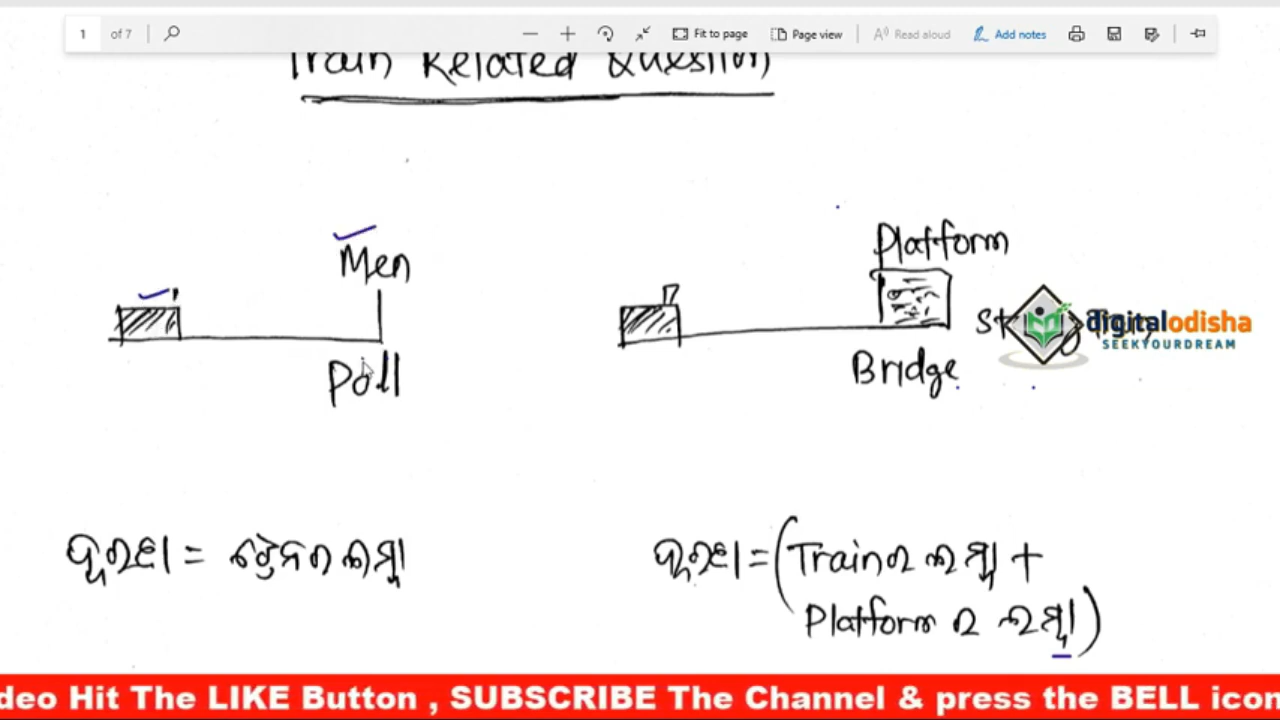 1 of 7 Fit to page Page view Read aloud Add notes
Train Related Question
Men
Poll
Platform
Bridge
digitalodisha
SEEKYOURDREAM
ଦୂରତା = ଟ୍ରେନର ଲମ୍ବା
ଦୂରତା = (Trainର ଲମ୍ବା +
Platform ର ଲମ୍ବା)
deo Hit The LIKE Button , SUBSCRIBE The Channel & press the BELL icon